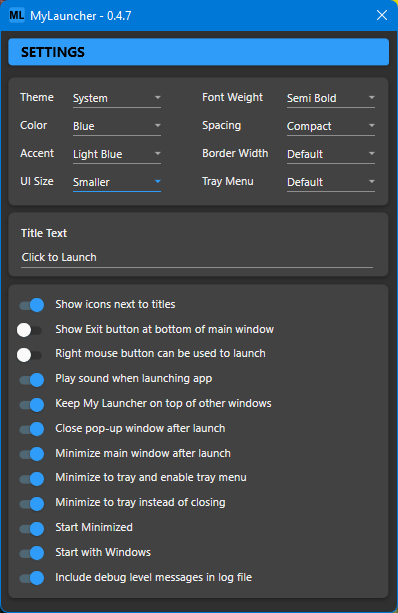 ML MyLauncher - 0.4.7
SETTINGS
Theme System Font Weight Semi Bold
Color Blue Spacing Compact
Accent Light Blue Border Width Default
UI Size Smaller Tray Menu Default
Title Text
Click to Launch
Show icons next to titles
Show Exit button at bottom of main window
Right mouse button can be used to launch
Play sound when launching app
Keep My Launcher on top of other windows
Close pop-up window after launch
Minimize main window after launch
Minimize to tray and enable tray menu
Minimize to tray instead of closing
Start Minimized
Start with Windows
Include debug level messages in log file